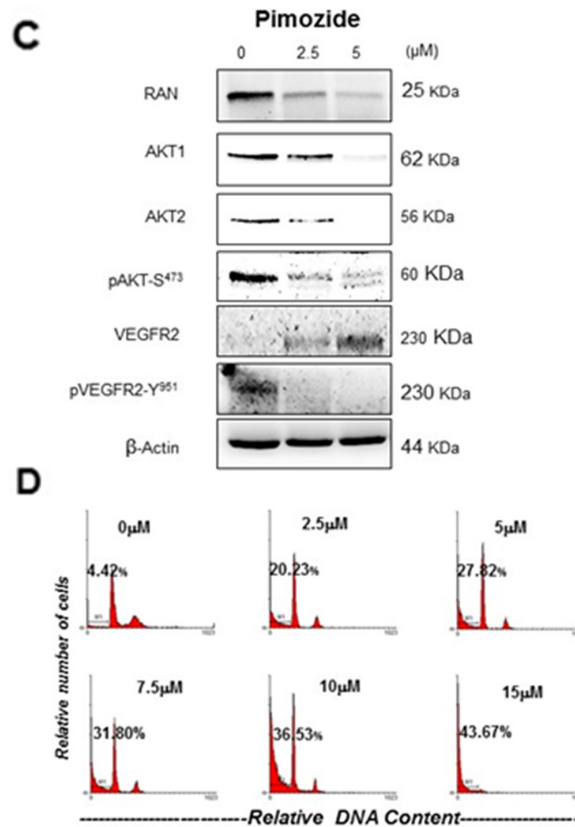 C
Pimozide
0 2.5 5 (μM)
RAN 25 KDa
AKT1 62 KDa
AKT2 56 KDa
pAKT-S⁴⁷³ 60 KDa
VEGFR2 230 KDa
pVEGFR2-Y⁹⁵¹ 230 KDa
β-Actin 44 KDa
D
Relative number of cells
0μM 2.5μM 5μM
4.42% 20.23% 27.82%
7.5μM 10μM 15μM
31.80% 36.53% 43.67%
Relative DNA Content